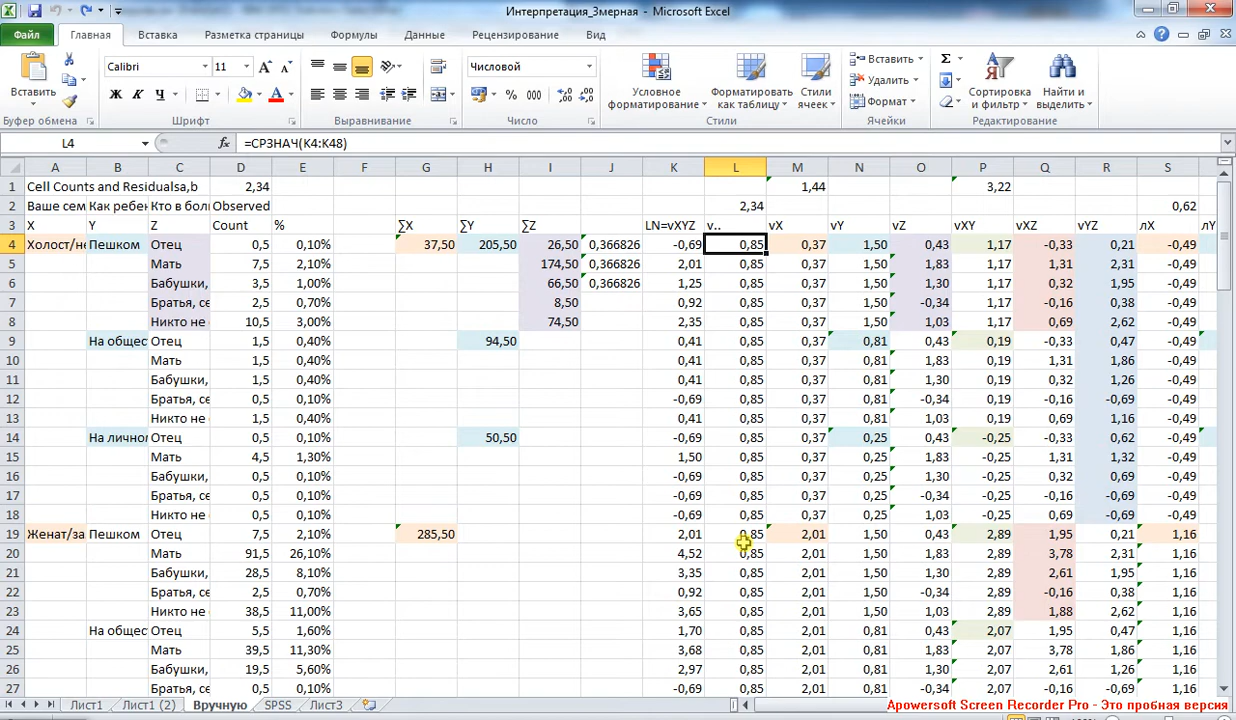 Интерпретация_3мерная - Microsoft Excel
Файл Главная Вставка Разметка страницы Формулы Данные Рецензирование Вид
Вставить Calibri 11 Числовой Условное форматирование Форматировать как таблицу Стили ячеек Вставить Удалить Формат Сортировка и фильтр Найти и выделить
Ж К Ч % 000
Буфер обмена Шрифт Выравнивание Число Стили Ячейки Редактирование
L4 fx =СРЗНАЧ(K4:K48)
A B C D E F G H I J K L M N O P Q R S
1 Cell Counts and Residualsa,b 2,34 1,44 3,22
2 Ваше сем Как ребен Кто в боль Observed 2,34 0,62
3 X Y Z Count % ∑X ∑Y ∑Z LN=vXYZ v.. vX vY vZ vXY vXZ vYZ лX лY
4 Холост/не Пешком Отец 0,5 0,10% 37,50 205,50 26,50 0,366826 -0,69 0,85 0,37 1,50 0,43 1,17 -0,33 0,21 -0,49
5 Мать 7,5 2,10% 174,50 0,366826 2,01 0,85 0,37 1,50 1,83 1,17 1,31 2,31 -0,49
6 Бабушки, 3,5 1,00% 66,50 0,366826 1,25 0,85 0,37 1,50 1,30 1,17 0,32 1,95 -0,49
7 Братья, се 2,5 0,70% 8,50 0,92 0,85 0,37 1,50 -0,34 1,17 -0,16 0,38 -0,49
8 Никто не 10,5 3,00% 74,50 2,35 0,85 0,37 1,50 1,03 1,17 0,69 2,62 -0,49
9 На общес Отец 1,5 0,40% 94,50 0,41 0,85 0,37 0,81 0,43 0,19 -0,33 0,47 -0,49
10 Мать 1,5 0,40% 0,41 0,85 0,37 0,81 1,83 0,19 1,31 1,86 -0,49
11 Бабушки, 1,5 0,40% 0,41 0,85 0,37 0,81 1,30 0,19 0,32 1,26 -0,49
12 Братья, се 0,5 0,10% -0,69 0,85 0,37 0,81 -0,34 0,19 -0,16 -0,69 -0,49
13 Никто не 1,5 0,40% 0,41 0,85 0,37 0,81 1,03 0,19 0,69 1,16 -0,49
14 На лично Отец 0,5 0,10% 50,50 -0,69 0,85 0,37 0,25 0,43 -0,25 -0,33 0,62 -0,49
15 Мать 4,5 1,30% 1,50 0,85 0,37 0,25 1,83 -0,25 1,31 1,32 -0,49
16 Бабушки, 0,5 0,10% -0,69 0,85 0,37 0,25 1,30 -0,25 0,32 0,69 -0,49
17 Братья, се 0,5 0,10% -0,69 0,85 0,37 0,25 -0,34 -0,25 -0,16 -0,69 -0,49
18 Никто не 0,5 0,10% -0,69 0,85 0,37 0,25 1,03 -0,25 0,69 -0,69 -0,49
19 Женат/за Пешком Отец 7,5 2,10% 285,50 2,01 0,85 2,01 1,50 0,43 2,89 1,95 0,21 1,16
20 Мать 91,5 26,10% 4,52 0,85 2,01 1,50 1,83 2,89 3,78 2,31 1,16
21 Бабушки, 28,5 8,10% 3,35 0,85 2,01 1,50 1,30 2,89 2,61 1,95 1,16
22 Братья, се 2,5 0,70% 0,92 0,85 2,01 1,50 -0,34 2,89 -0,16 0,38 1,16
23 Никто не 38,5 11,00% 3,65 0,85 2,01 1,50 1,03 2,89 1,88 2,62 1,16
24 На общес Отец 5,5 1,60% 1,70 0,85 2,01 0,81 0,43 2,07 1,95 0,47 1,16
25 Мать 39,5 11,30% 3,68 0,85 2,01 0,81 1,83 2,07 3,78 1,86 1,16
26 Бабушки, 19,5 5,60% 2,97 0,85 2,01 0,81 1,30 2,07 2,61 1,26 1,16
27 Братья, се 0,5 0,10% -0,69 0,85 2,01 0,81 -0,34 2,07 -0,16 -0,69 1,16
Лист1 Лист1 (2) Вручную SPSS Лист3
Apowersoft Screen Recorder Pro - Это пробная версия